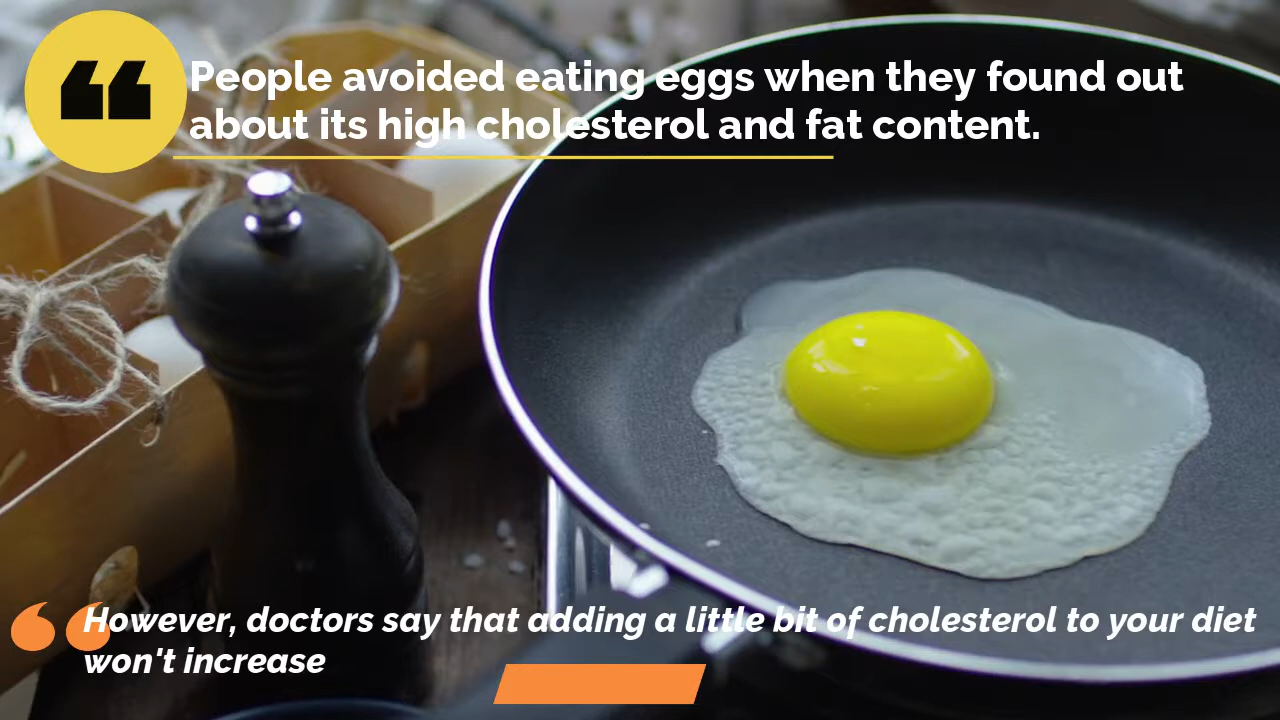 People avoided eating eggs when they found out
about its high cholesterol and fat content.
However, doctors say that adding a little bit of cholesterol to your diet
won't increase